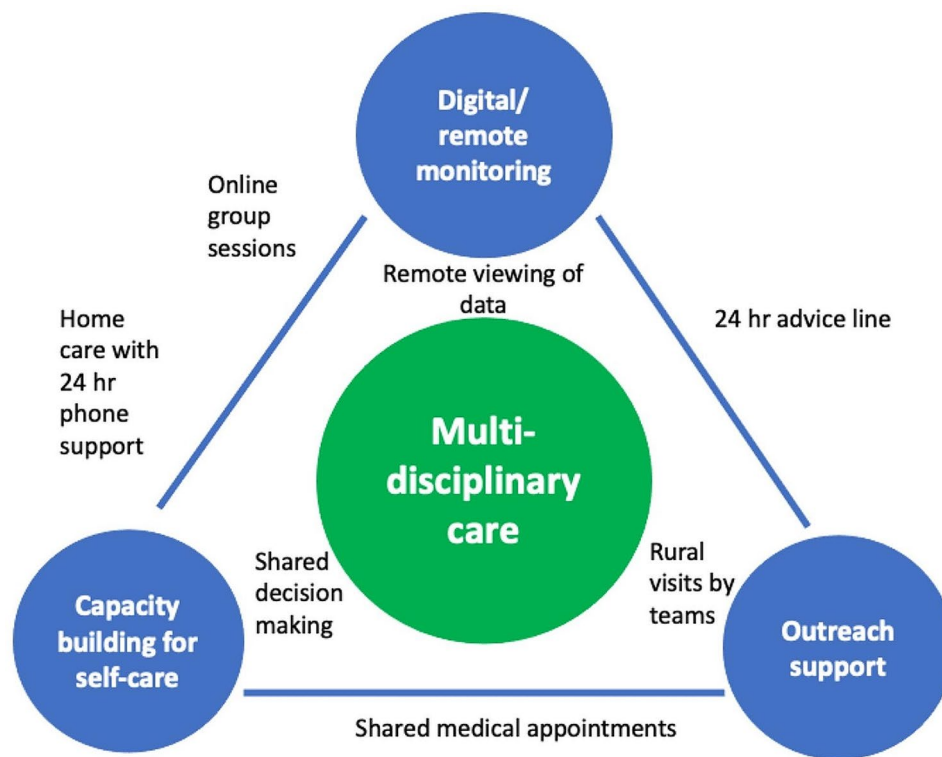 Digital/
remote
monitoring
Online
group
sessions
Remote viewing of
data
Home
care with
24 hr
phone
support
24 hr advice line
Multi-
disciplinary
care
Shared
decision
making
Rural
visits by
teams
Capacity
building for
self-care
Outreach
support
Shared medical appointments